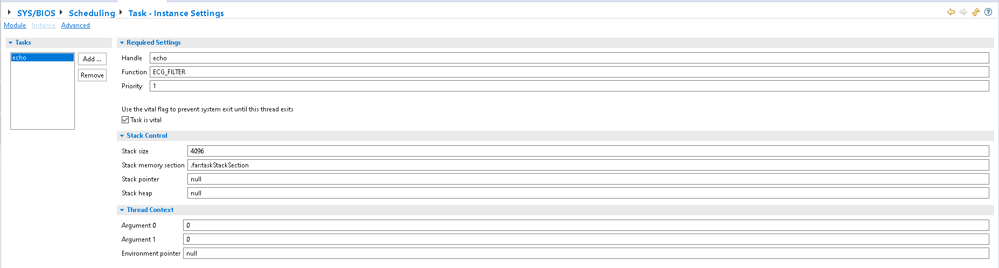 SYS/BIOS Scheduling Task - Instance Settings
Module Instance Advanced
Tasks
echo
Add ...
Remove
Required Settings
Handle echo
Function ECG_FILTER
Priority 1
Use the vital flag to prevent system exit until this thread exits
Task is vital
Stack Control
Stack size 4096
Stack memory section .far:taskStackSection
Stack pointer null
Stack heap null
Thread Context
Argument 0 0
Argument 1 0
Environment pointer null